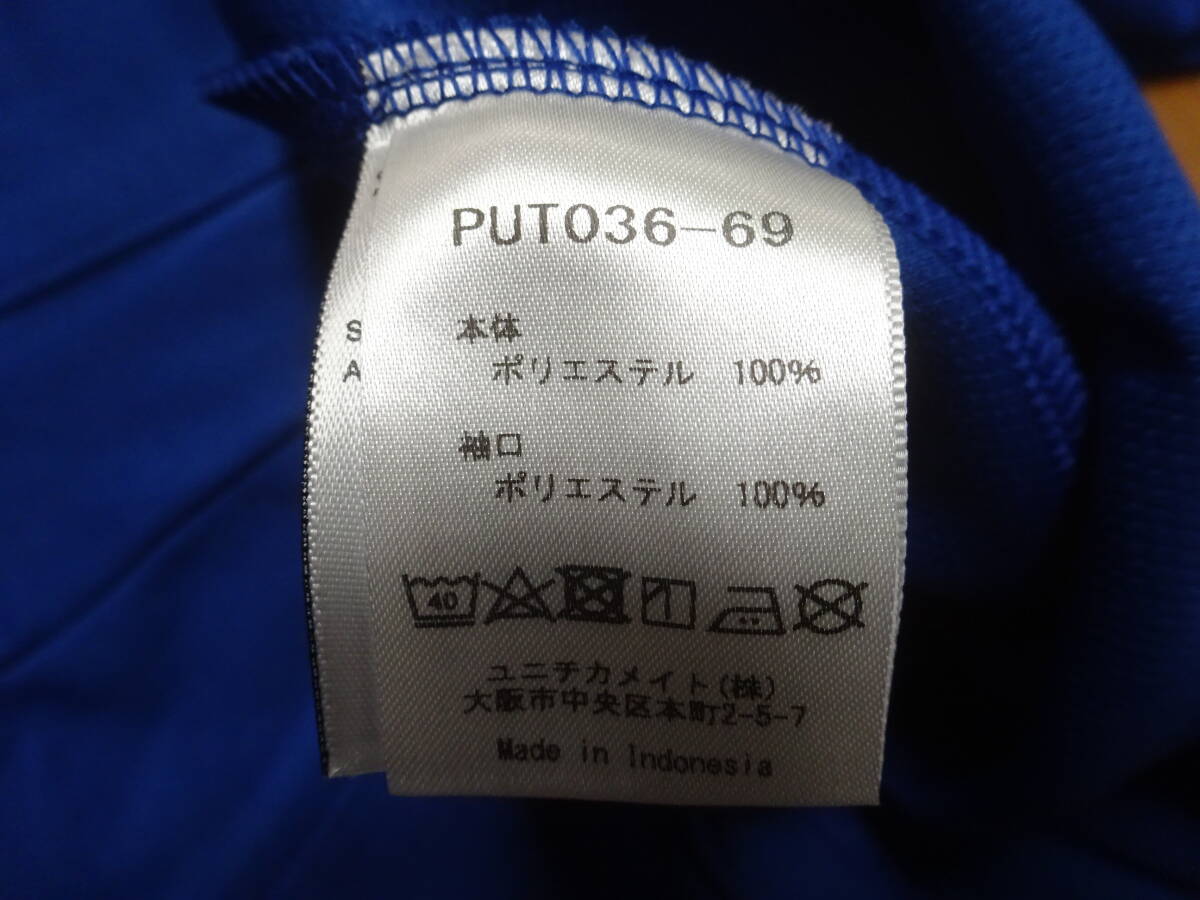 PUT036-69
本体
ポリエステル 100%
袖口
ポリエステル 100%
40
ユニチカメイト(株)
大阪市中央区本町2-5-7
Made in Indonesia
S
A